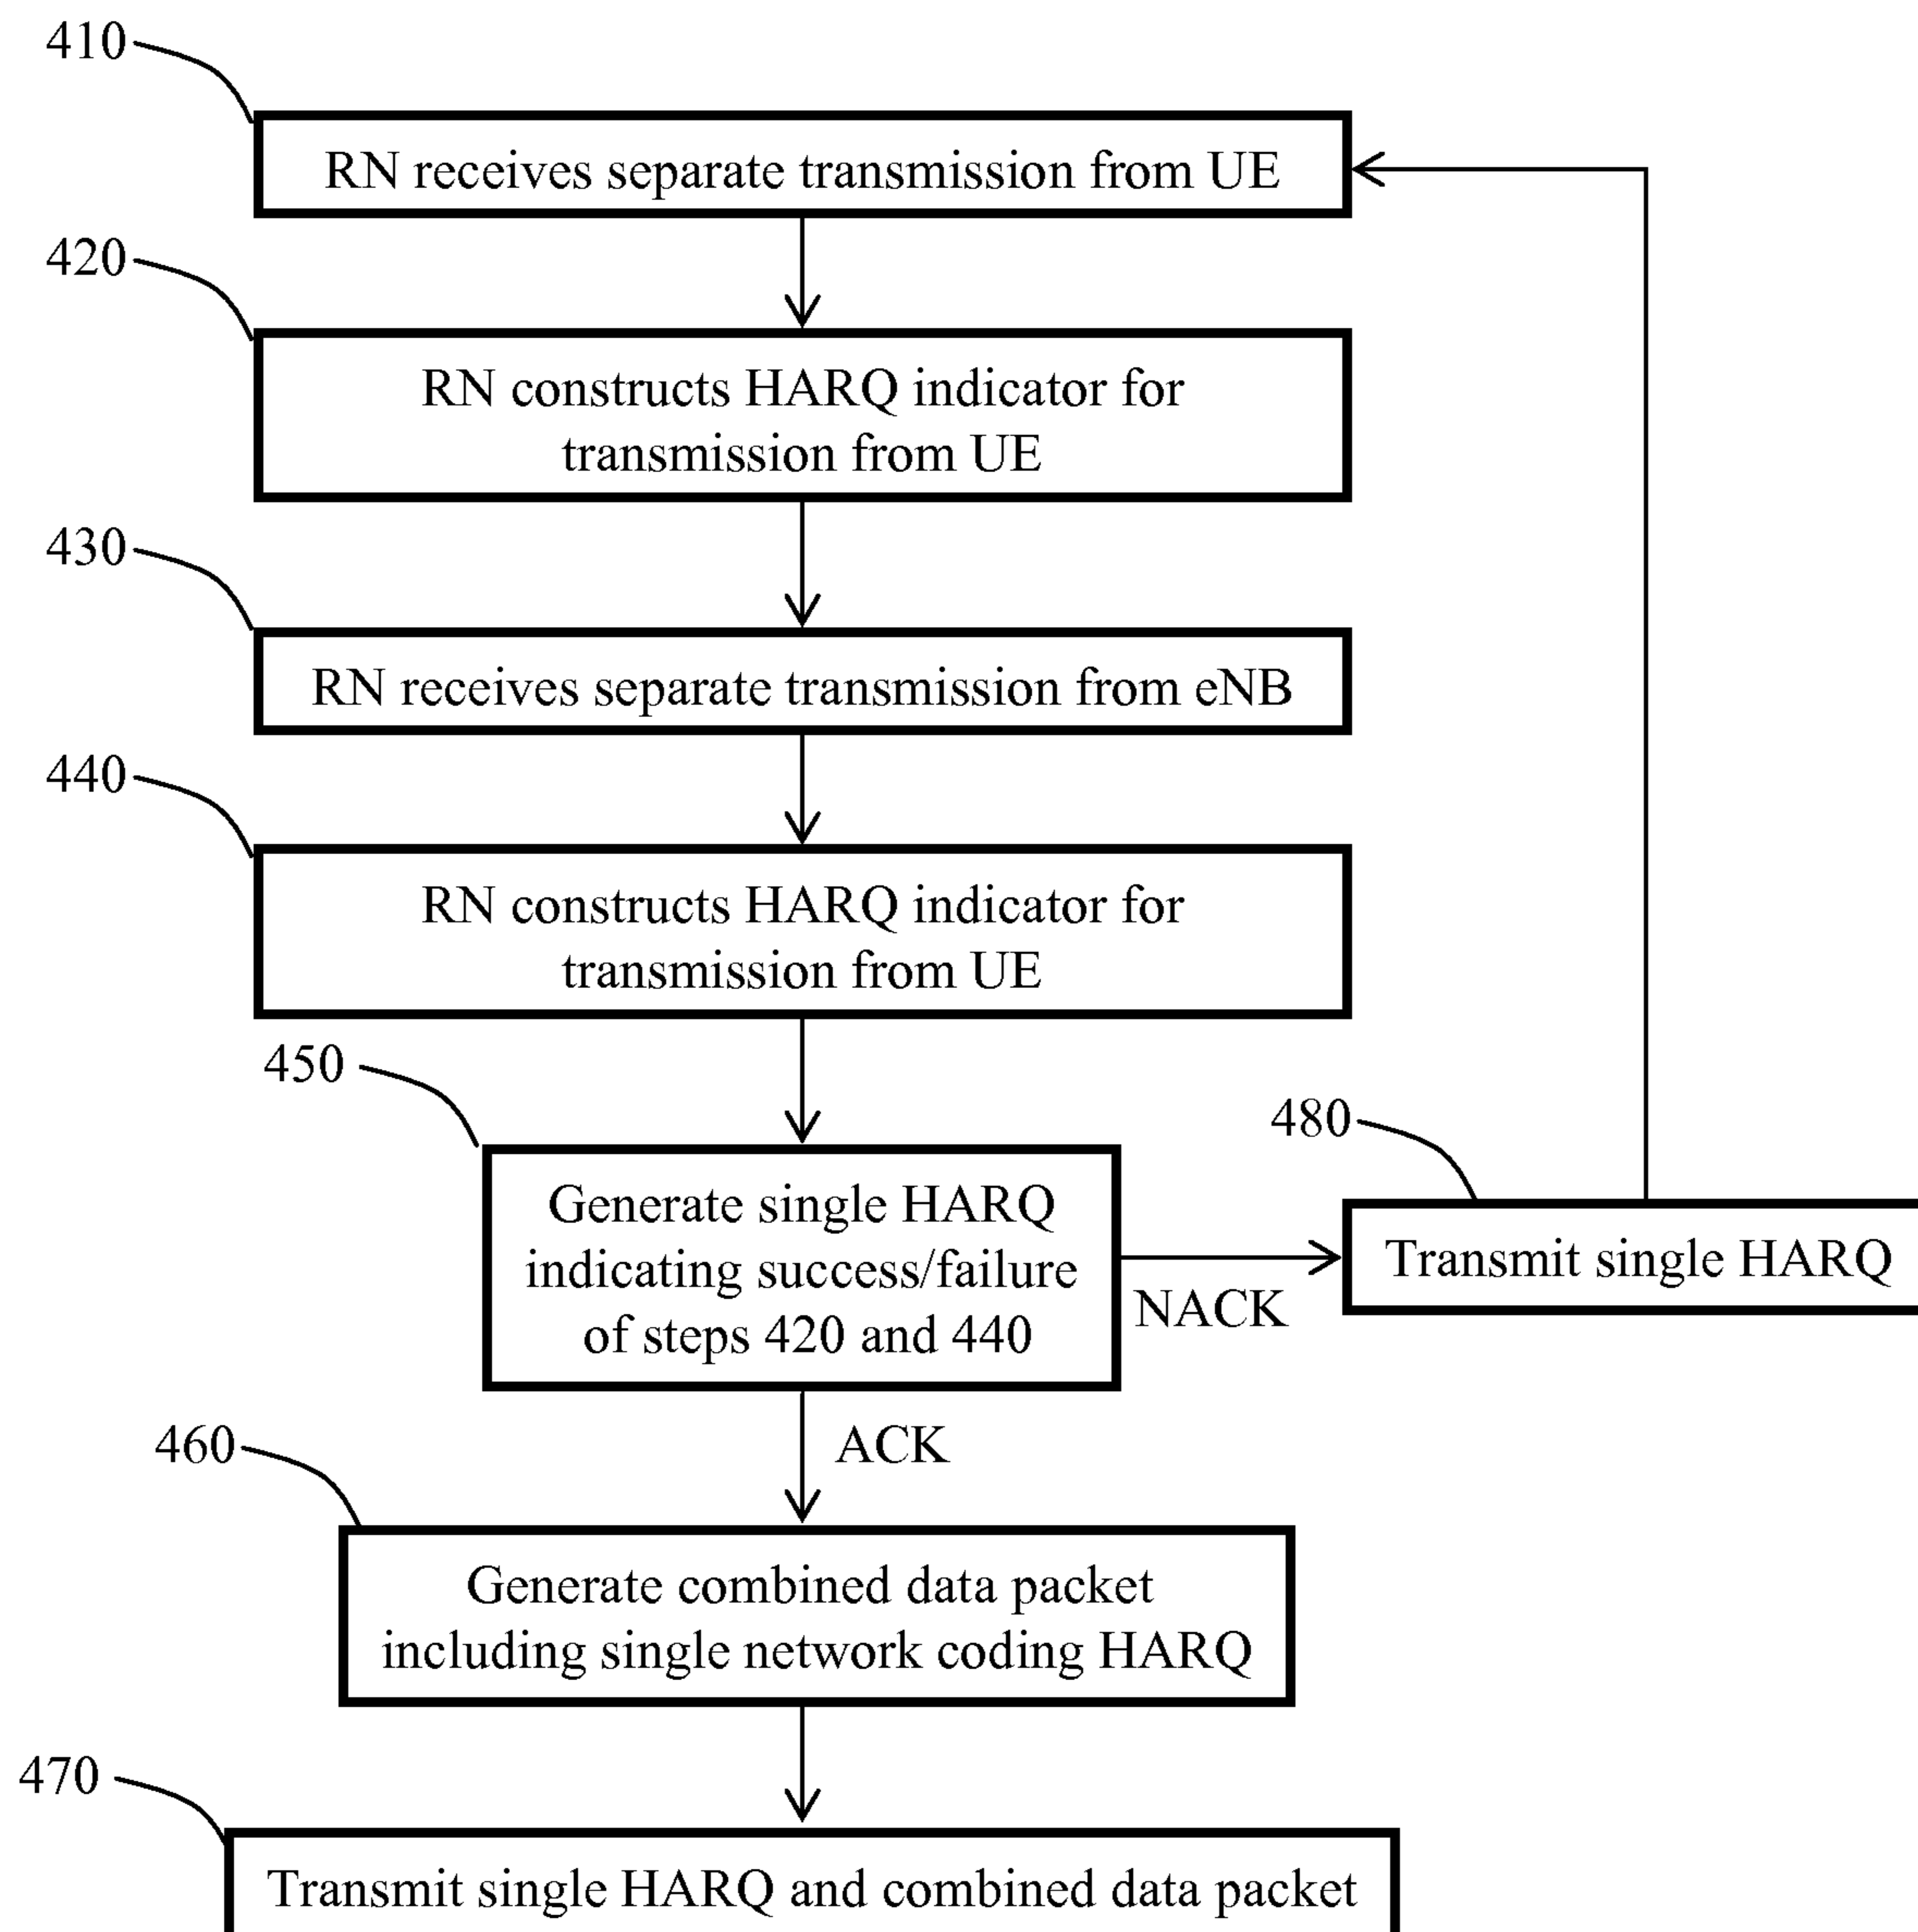 410
RN receives separate transmission from UE
420
RN constructs HARQ indicator for
transmission from UE
430
RN receives separate transmission from eNB
440
RN constructs HARQ indicator for
transmission from UE
450
Generate single HARQ
indicating success/failure
of steps 420 and 440
NACK
480
Transmit single HARQ
ACK
460
Generate combined data packet
including single network coding HARQ
470
Transmit single HARQ and combined data packet